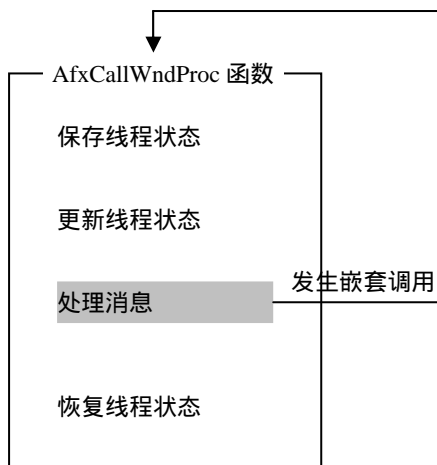 AfxCallWndProc 函数
保存线程状态
更新线程状态
处理消息
发生嵌套调用
恢复线程状态